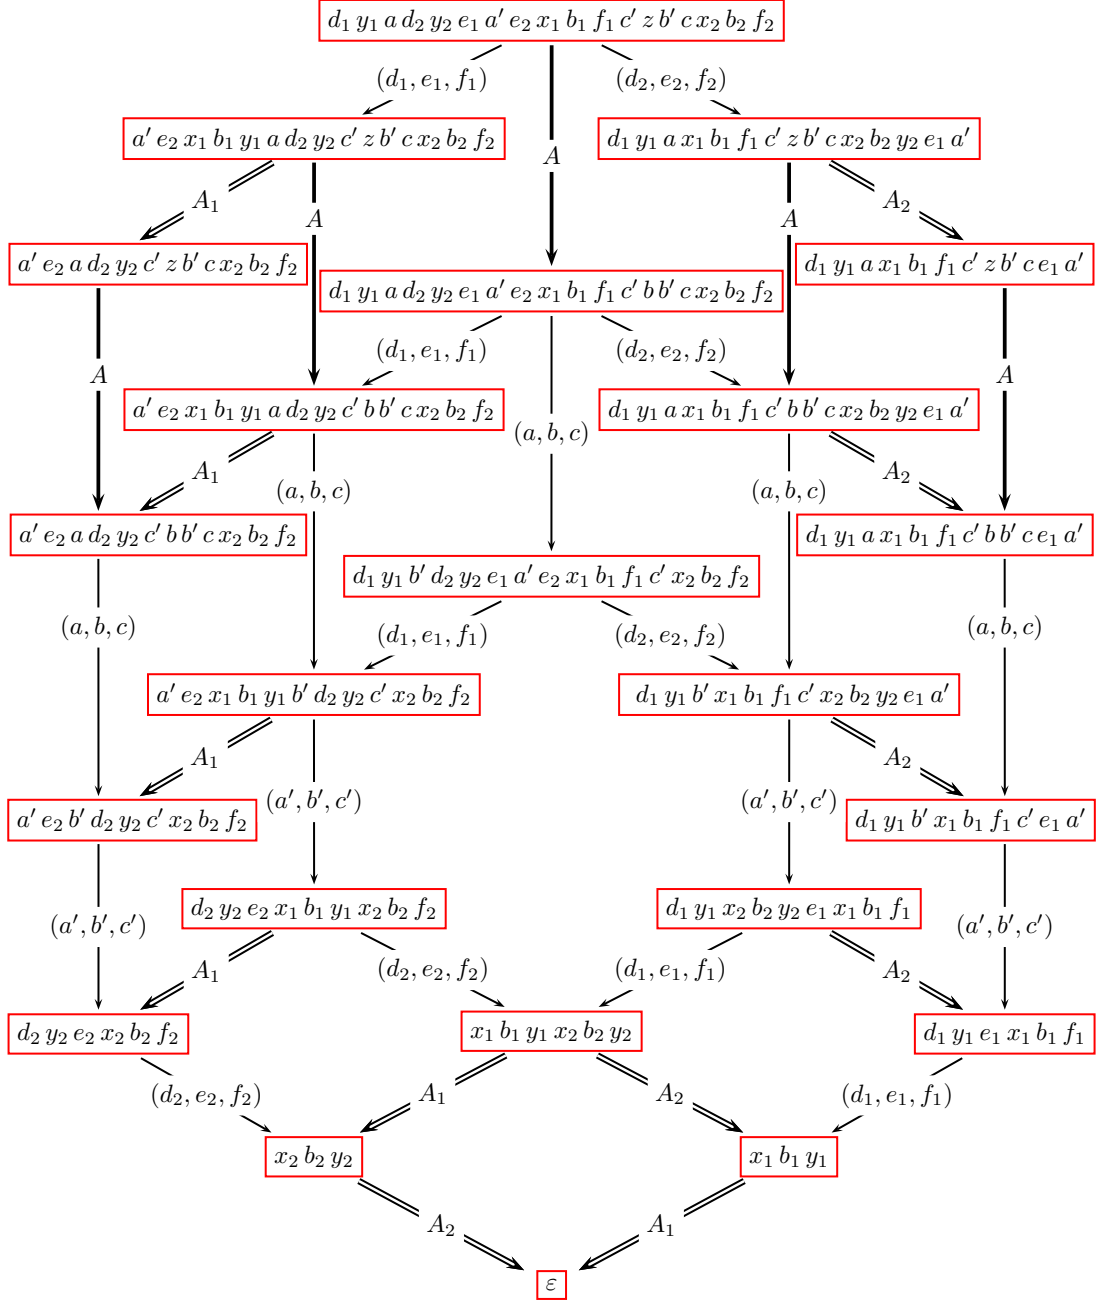 d₁ y₁ a d₂ y₂ e₁ a′ e₂ x₁ b₁ f₁ c′ z b′ c x₂ b₂ f₂
(d₁, e₁, f₁) (d₂, e₂, f₂)
a′ e₂ x₁ b₁ y₁ a d₂ y₂ c′ z b′ c x₂ b₂ f₂ d₁ y₁ a x₁ b₁ f₁ c′ z b′ c x₂ b₂ y₂ e₁ a′
A
A₁ A₂
A A
a′ e₂ a d₂ y₂ c′ z b′ c x₂ b₂ f₂ d₁ y₁ a x₁ b₁ f₁ c′ z b′ c e₁ a′
d₁ y₁ a d₂ y₂ e₁ a′ e₂ x₁ b₁ f₁ c′ b b′ c x₂ b₂ f₂
(d₁, e₁, f₁) (d₂, e₂, f₂)
A A
a′ e₂ x₁ b₁ y₁ a d₂ y₂ c′ b b′ c x₂ b₂ f₂ d₁ y₁ a x₁ b₁ f₁ c′ b b′ c x₂ b₂ y₂ e₁ a′
(a, b, c)
A₁ A₂
(a, b, c) (a, b, c)
a′ e₂ a d₂ y₂ c′ b b′ c x₂ b₂ f₂ d₁ y₁ a x₁ b₁ f₁ c′ b b′ c e₁ a′
d₁ y₁ b′ d₂ y₂ e₁ a′ e₂ x₁ b₁ f₁ c′ x₂ b₂ f₂
(a, b, c) (a, b, c)
(d₁, e₁, f₁) (d₂, e₂, f₂)
a′ e₂ x₁ b₁ y₁ b′ d₂ y₂ c′ x₂ b₂ f₂ d₁ y₁ b′ x₁ b₁ f₁ c′ x₂ b₂ y₂ e₁ a′
A₁ A₂
(a′, b′, c′) (a′, b′, c′)
a′ e₂ b′ d₂ y₂ c′ x₂ b₂ f₂ d₁ y₁ b′ x₁ b₁ f₁ c′ e₁ a′
d₂ y₂ e₂ x₁ b₁ y₁ x₂ b₂ f₂ d₁ y₁ x₂ b₂ y₂ e₁ x₁ b₁ f₁
(a′, b′, c′) (a′, b′, c′)
A₁ (d₂, e₂, f₂) (d₁, e₁, f₁) A₂
d₂ y₂ e₂ x₂ b₂ f₂ x₁ b₁ y₁ x₂ b₂ y₂ d₁ y₁ e₁ x₁ b₁ f₁
(d₂, e₂, f₂) A₁ A₂ (d₁, e₁, f₁)
x₂ b₂ y₂ x₁ b₁ y₁
A₂ A₁
ε